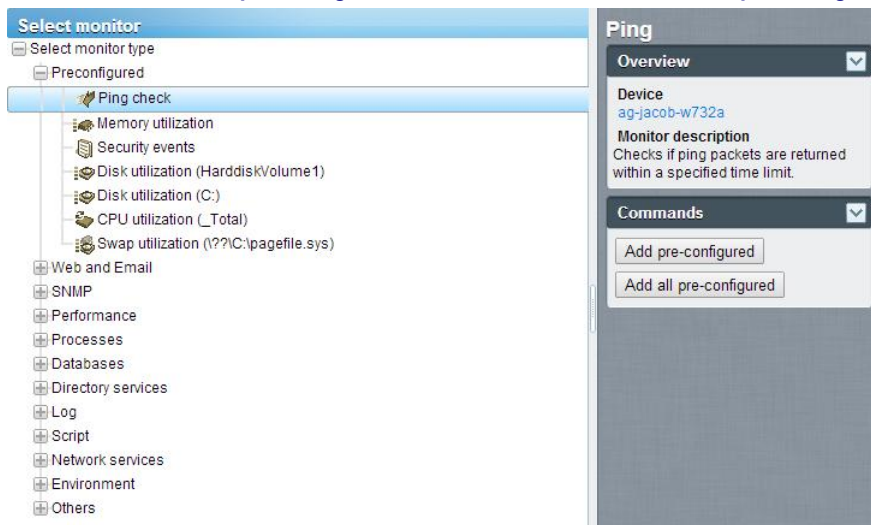 Select monitor
Select monitor type
Preconfigured
Ping check
Memory utilization
Security events
Disk utilization (HarddiskVolume1)
Disk utilization (C:)
CPU utilization (_Total)
Swap utilization (\??\C:\pagefile.sys)
Web and Email
SNMP
Performance
Processes
Databases
Directory services
Log
Script
Network services
Environment
Others
Ping
Overview
Device
ag-jacob-w732a
Monitor description
Checks if ping packets are returned
within a specified time limit.
Commands
Add pre-configured
Add all pre-configured